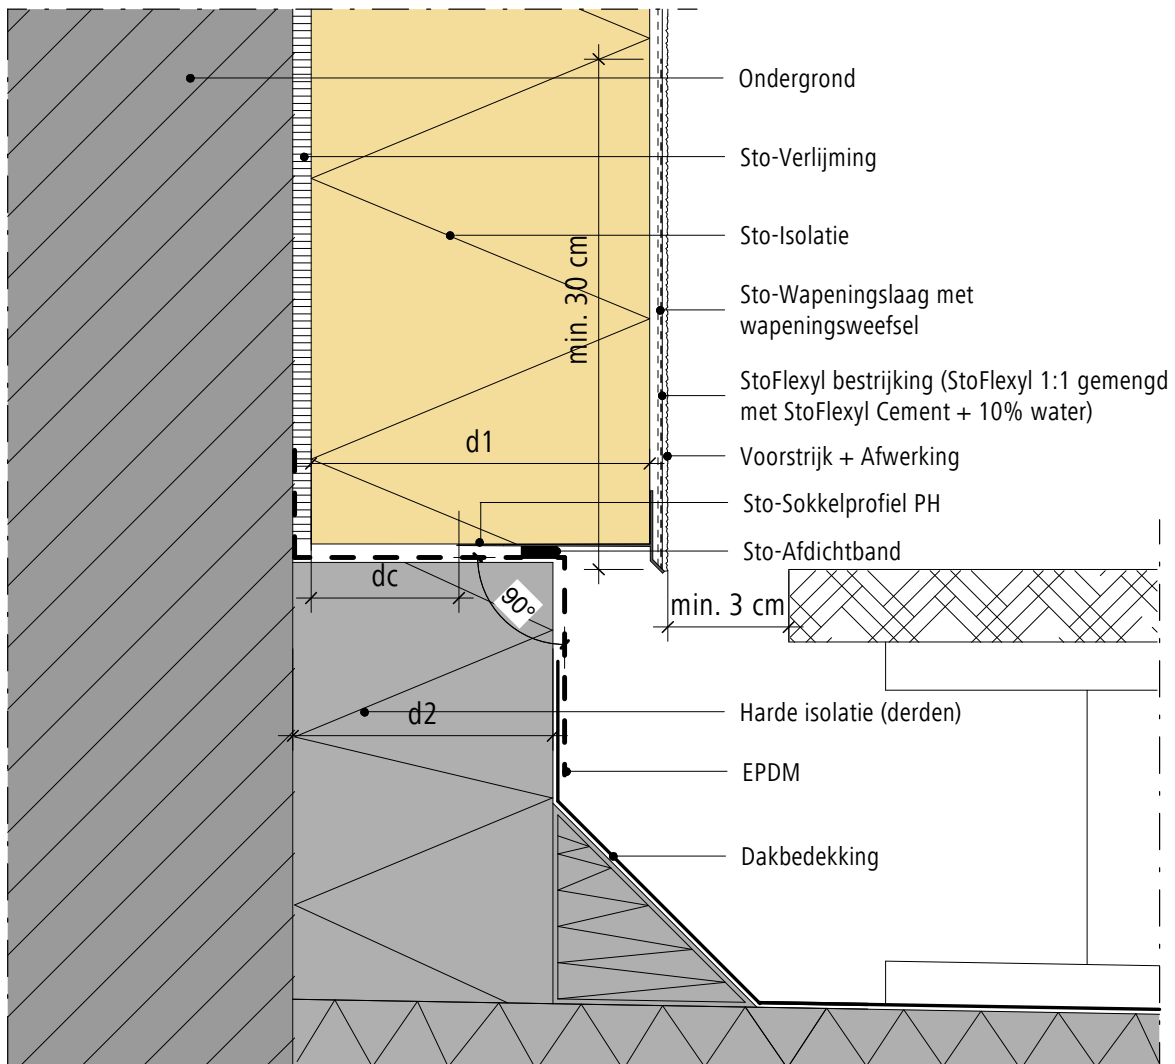 Ondergrond
Sto-Verlijming
Sto-Isolatie
min. 30 cm
Sto-Wapeningslaag met
wapeningsweefsel
StoFlexyl bestrijking (StoFlexyl 1:1 gemengd
met StoFlexyl Cement + 10% water)
d1
Voorstrijk + Afwerking
Sto-Sokkelprofiel PH
Sto-Afdichtband
dc
90°
min. 3 cm
d2
Harde isolatie (derden)
EPDM
Dakbedekking